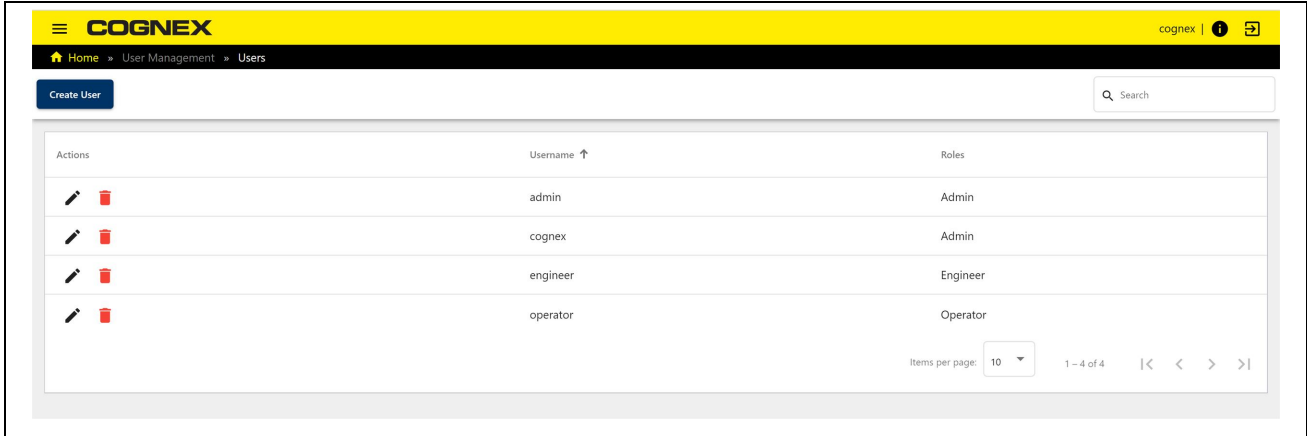 COGNEX
cognex |
Home » User Management » Users
Create User
Search
Actions Username Roles
admin Admin
cognex Admin
engineer Engineer
operator Operator
Items per page: 10 1 – 4 of 4